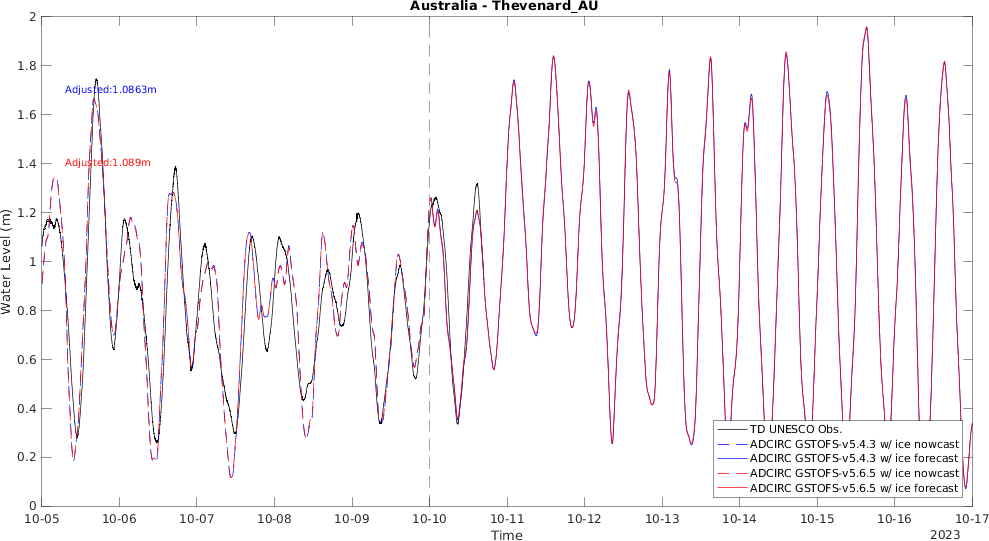 Australia - Thevenard_AU
Water Level (m)
2
1.8
1.6
1.4
1.2
1
0.8
0.6
0.4
0.2
0
Adjusted:1.0863m
Adjusted:1.089m
TD UNESCO Obs.
ADCIRC GSTOFS-v5.4.3 w/ ice nowcast
ADCIRC GSTOFS-v5.4.3 w/ ice forecast
ADCIRC GSTOFS-v5.6.5 w/ ice nowcast
ADCIRC GSTOFS-v5.6.5 w/ ice forecast
10-05 10-06 10-07 10-08 10-09 10-10 10-11 10-12 10-13 10-14 10-15 10-16 10-17
Time
2023